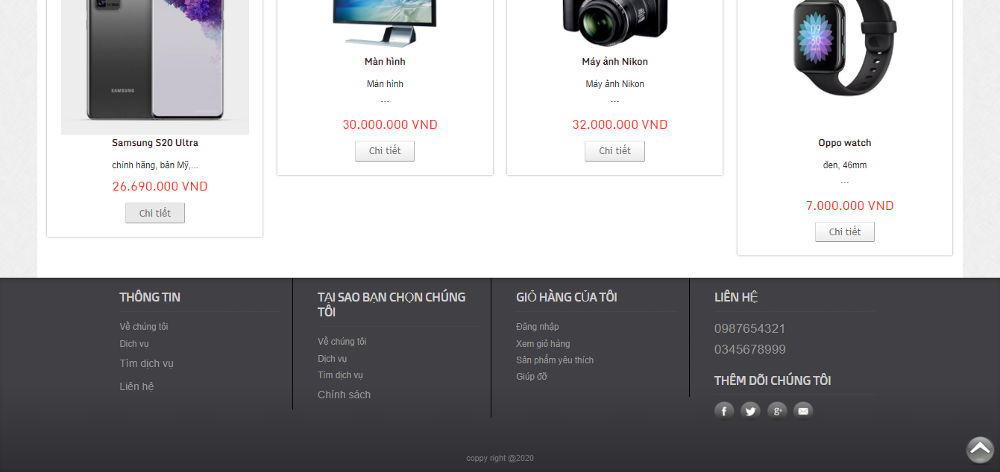 SAMSUNG
Samsung S20 Ultra
chính hãng, bản Mỹ,...
26.690.000 VND
Chi tiết
Màn hình
Màn hình
...
30.000.000 VND
Chi tiết
Máy ảnh Nikon
Máy ảnh Nikon
...
32.000.000 VND
Chi tiết
09
30
Oppo watch
đen, 46mm
...
7.000.000 VND
Chi tiết
THÔNG TIN
Về chúng tôi
Dịch vụ
Tìm dịch vụ
Liên hệ
TẠI SAO BẠN CHỌN CHÚNG
TÔI
Về chúng tôi
Dịch vụ
Tìm dịch vụ
Chính sách
GIỎ HÀNG CỦA TÔI
Đăng nhập
Xem giỏ hàng
Sản phẩm yêu thích
Giúp đỡ
LIÊN HỆ
0987654321
0345678999
THÊM DÕI CHÚNG TÔI
coppy right @2020